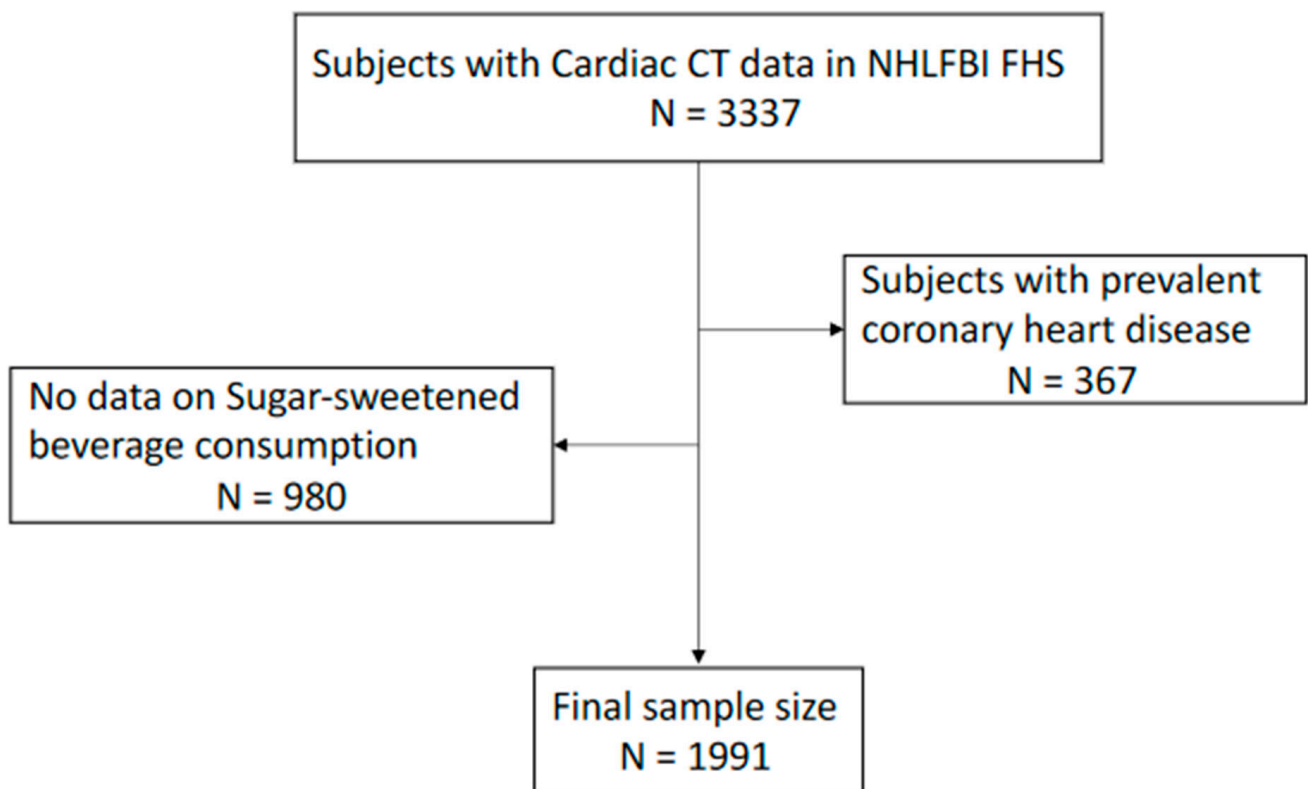 Subjects with Cardiac CT data in NHLFBI FHS
N = 3337
Subjects with prevalent
coronary heart disease
N = 367
No data on Sugar-sweetened
beverage consumption
N = 980
Final sample size
N = 1991